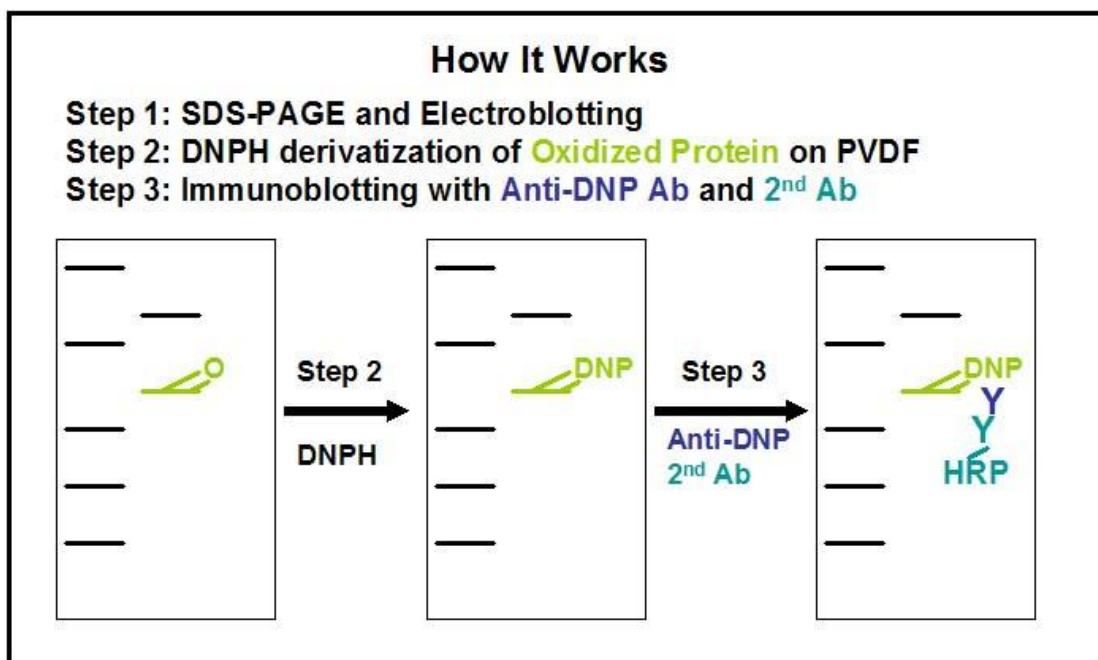 How It Works
Step 1: SDS-PAGE and Electroblotting
Step 2: DNPH derivatization of Oxidized Protein on PVDF
Step 3: Immunoblotting with Anti-DNP Ab and 2nd Ab
O
Step 2
DNPH
DNP
Step 3
Anti-DNP
2nd Ab
DNP
Y
Y
HRP